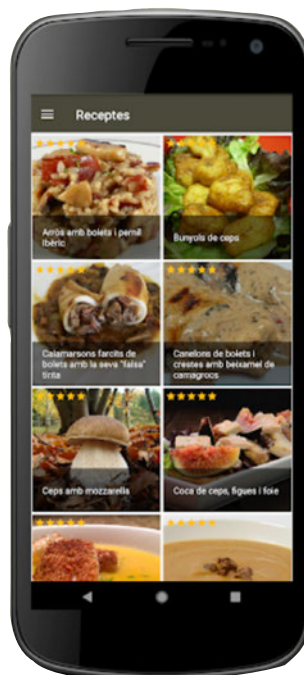 Receptes
Arròs amb bolets i pernil
Ibèric
Bunyols de ceps
Calamarsons farcits de
bolets amb la seva "falsa"
tinta
Canelons de bolets i
crestes amb beixamel de
camagrocs
Ceps amb mozzarella
Coca de ceps, figues i foie